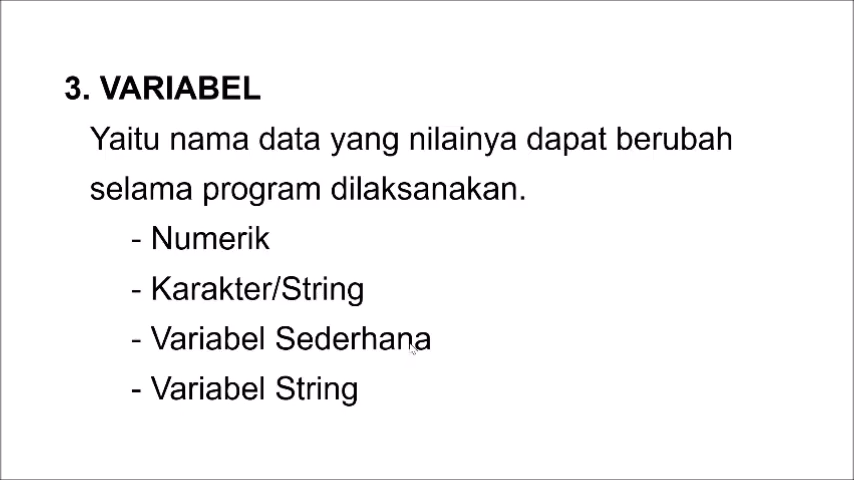 3. VARIABEL
Yaitu nama data yang nilainya dapat berubah
selama program dilaksanakan.
- Numerik
- Karakter/String
- Variabel Sederhana
- Variabel String